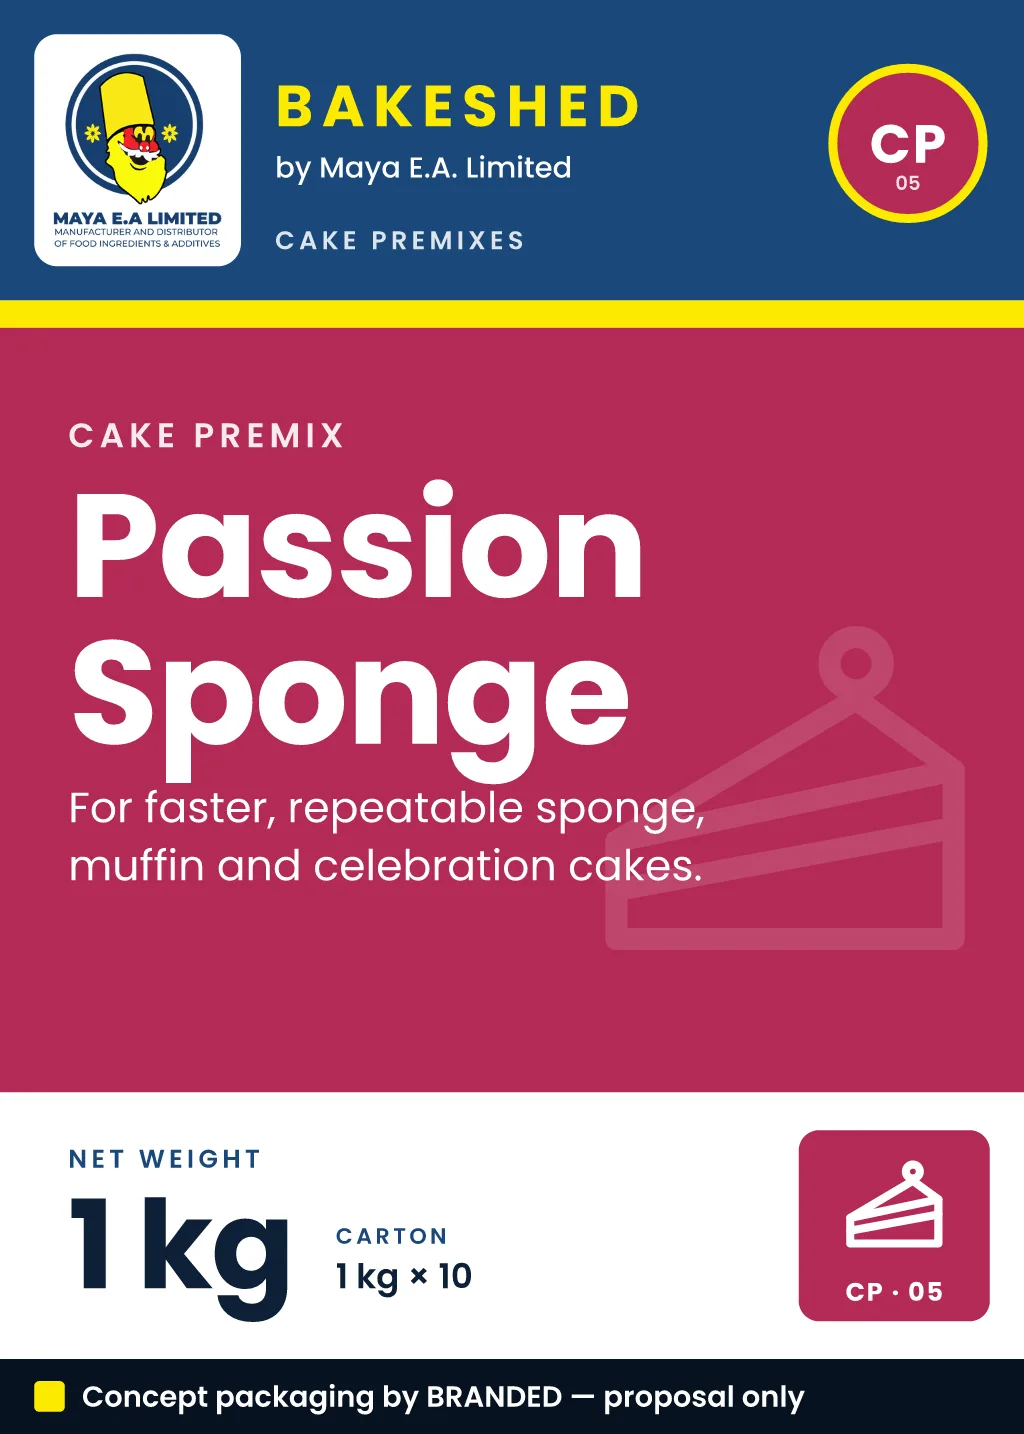 MAYA E.A LIMITED
MANUFACTURER AND DISTRIBUTOR
OF FOOD INGREDIENTS & ADDITIVES
BAKESHED
by Maya E.A. Limited
CAKE PREMIXES
CP
05
CAKE PREMIX
Passion
Sponge
For faster, repeatable sponge,
muffin and celebration cakes.
NET WEIGHT
1 kg
CARTON
1 kg × 10
CP · 05
Concept packaging by BRANDED — proposal only